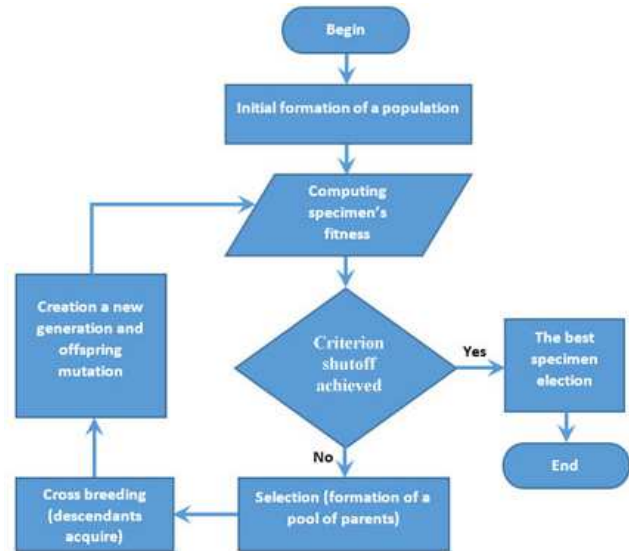 Begin
Initial formation of a population
Computing
specimen's
fitness
Criterion
shutoff
achieved
Yes
The best
specimen
election
End
No
Selection (formation of a
pool of parents)
Cross breeding
(descendants
acquire)
Creation a new
generation and
offspring
mutation